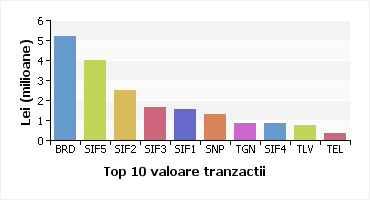 6
5
4
3
2
1
0
Lei (milioane)
BRD SIF5 SIF2 SIF3 SIF1 SNP TGN SIF4 TLV TEL
Top 10 valoare tranzactii